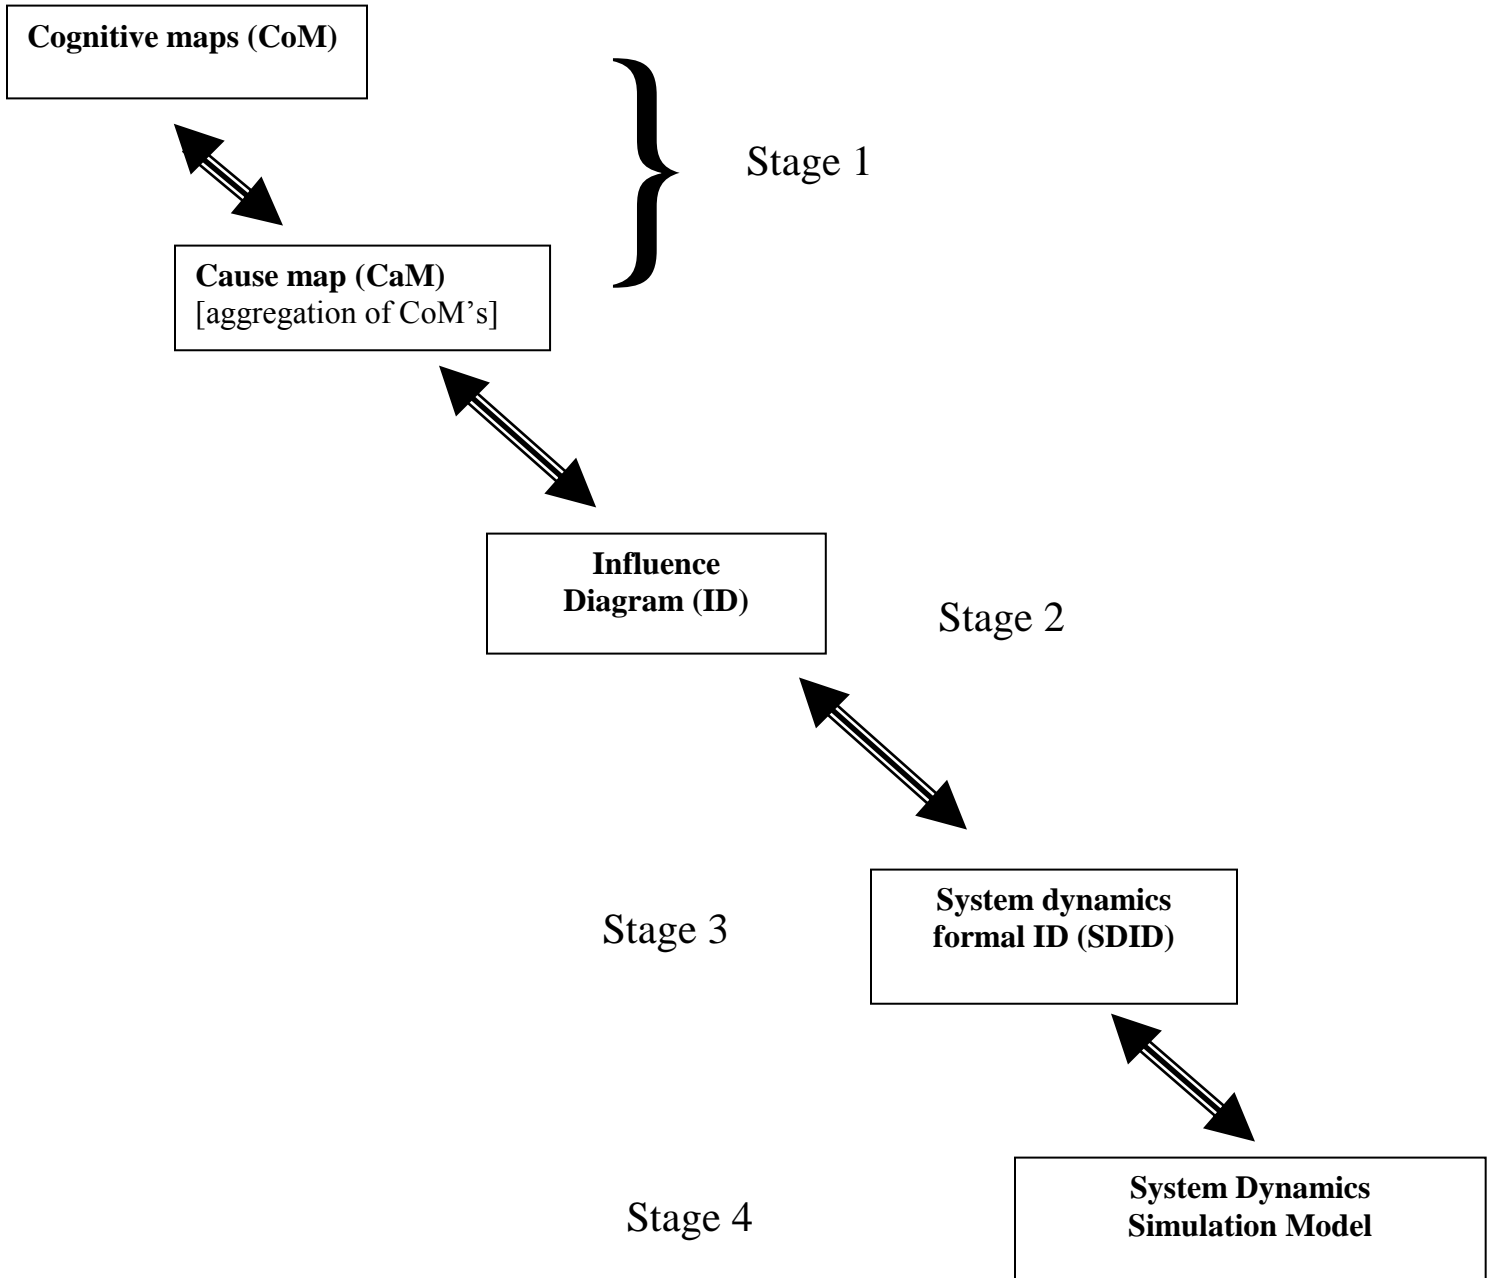 Cognitive maps (CoM)
Stage 1
Cause map (CaM)
[aggregation of CoM’s]
Influence
Diagram (ID)
Stage 2
System dynamics
formal ID (SDID)
Stage 3
System Dynamics
Simulation Model
Stage 4